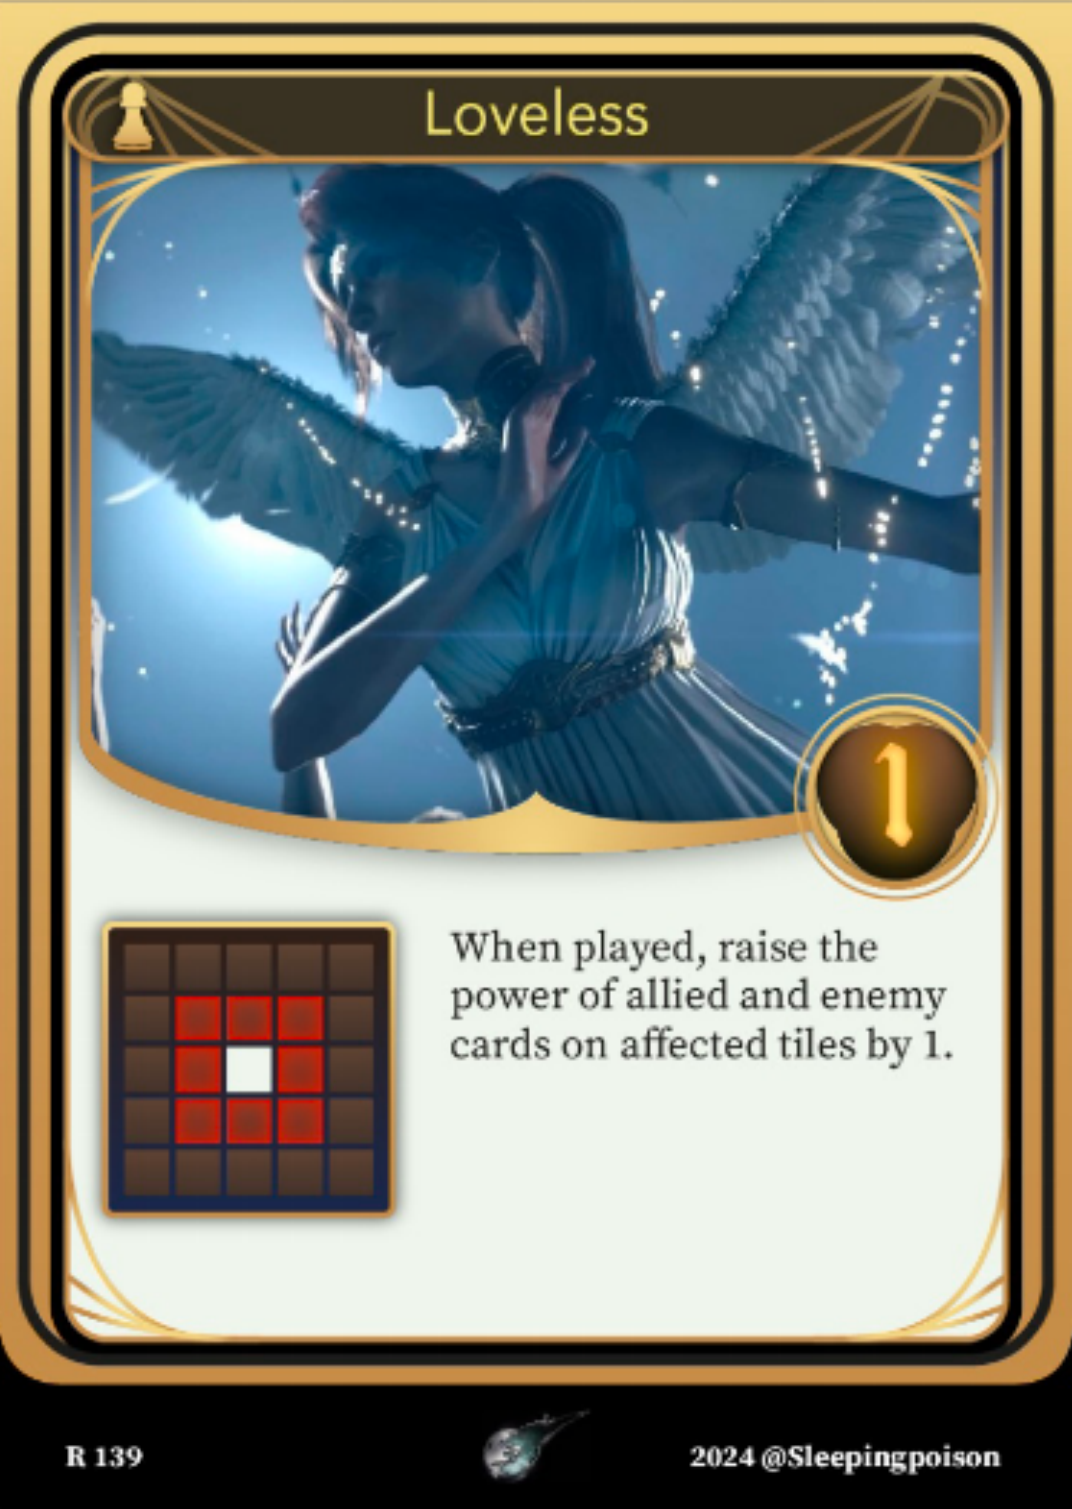 Loveless
1
When played, raise the
power of allied and enemy
cards on affected tiles by 1.
R 139
2024 @Sleepingpoison